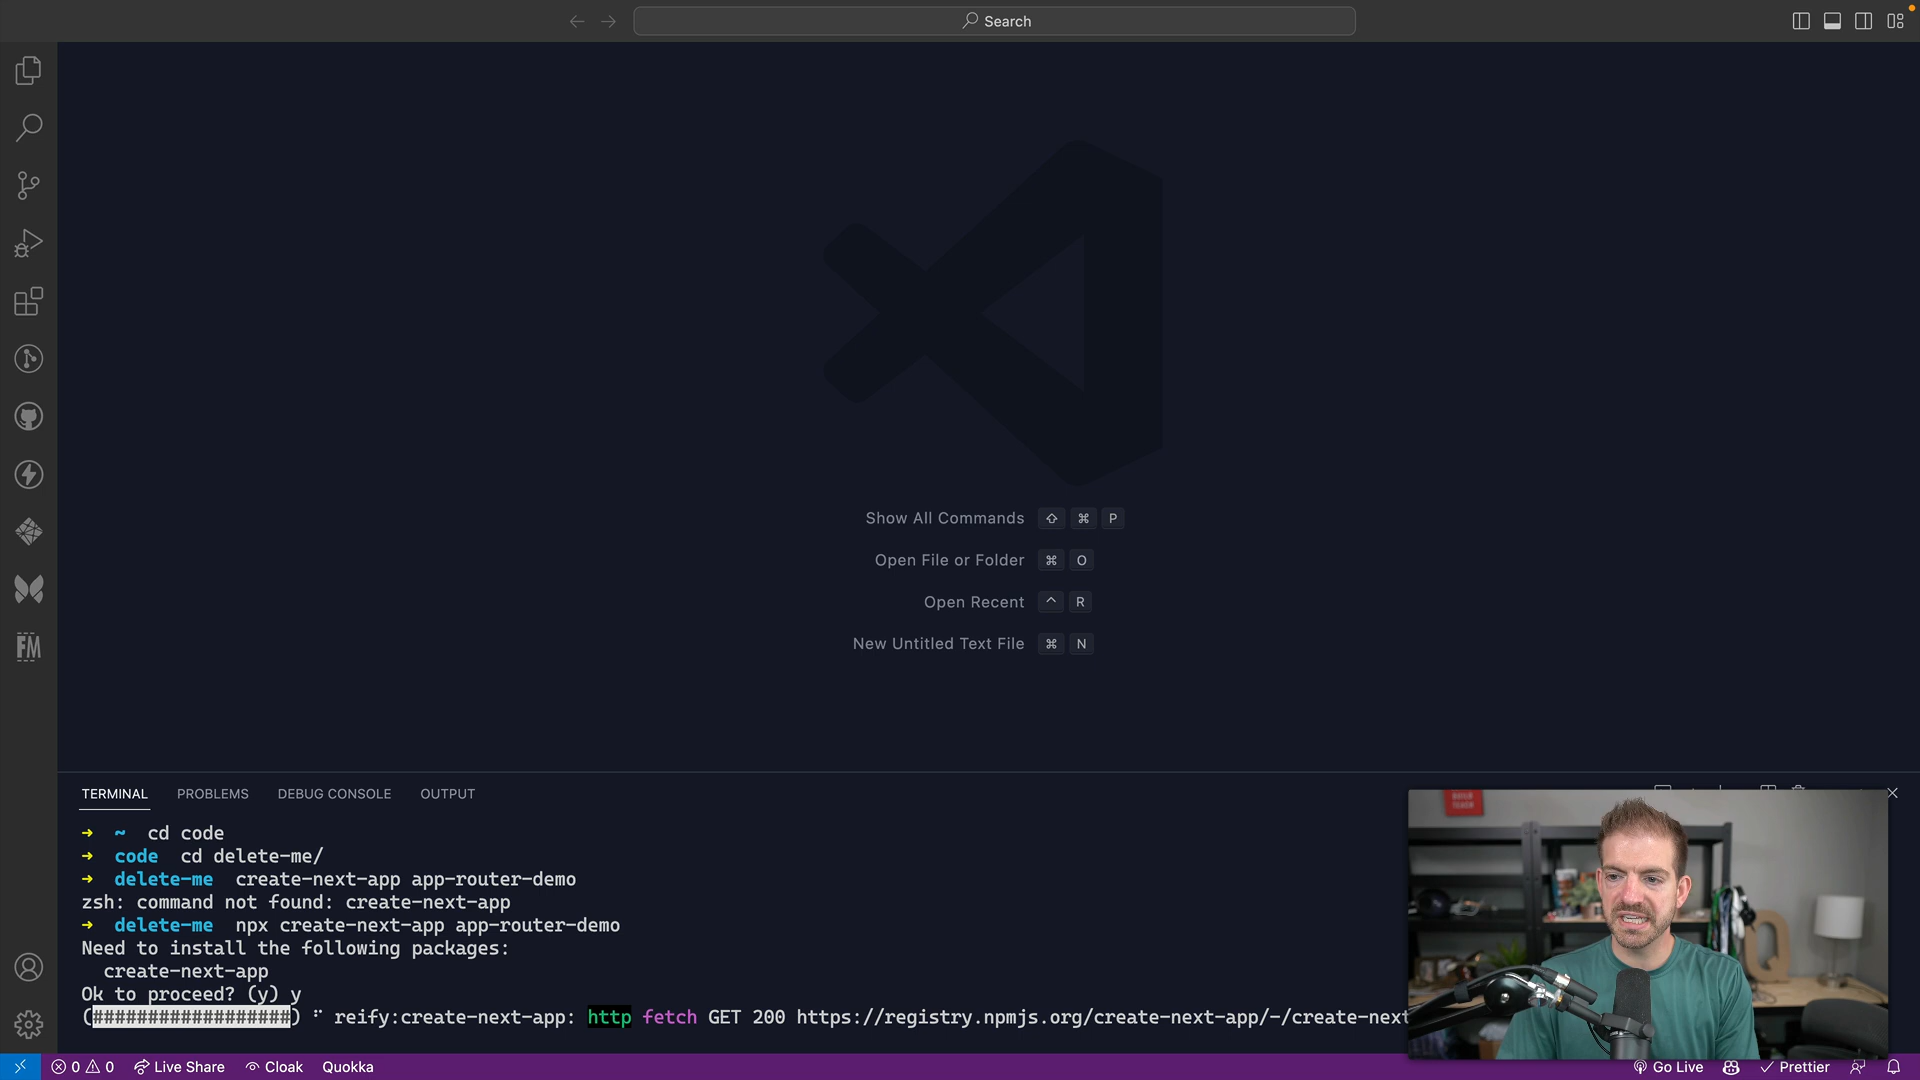 Search
Show All Commands ⇧ ⌘ P
Open File or Folder ⌘ O
Open Recent ^ R
New Untitled Text File ⌘ N
TERMINAL PROBLEMS DEBUG CONSOLE OUTPUT
➜ ~ cd code
➜ code cd delete-me/
➜ delete-me create-next-app app-router-demo
zsh: command not found: create-next-app
➜ delete-me npx create-next-app app-router-demo
Need to install the following packages:
create-next-app
Ok to proceed? (y) y
(##################) ⠋ reify:create-next-app: http fetch GET 200 https://registry.npmjs.org/create-next-app/-/create-next
FM
0 0 Live Share Cloak Quokka Go Live Prettier